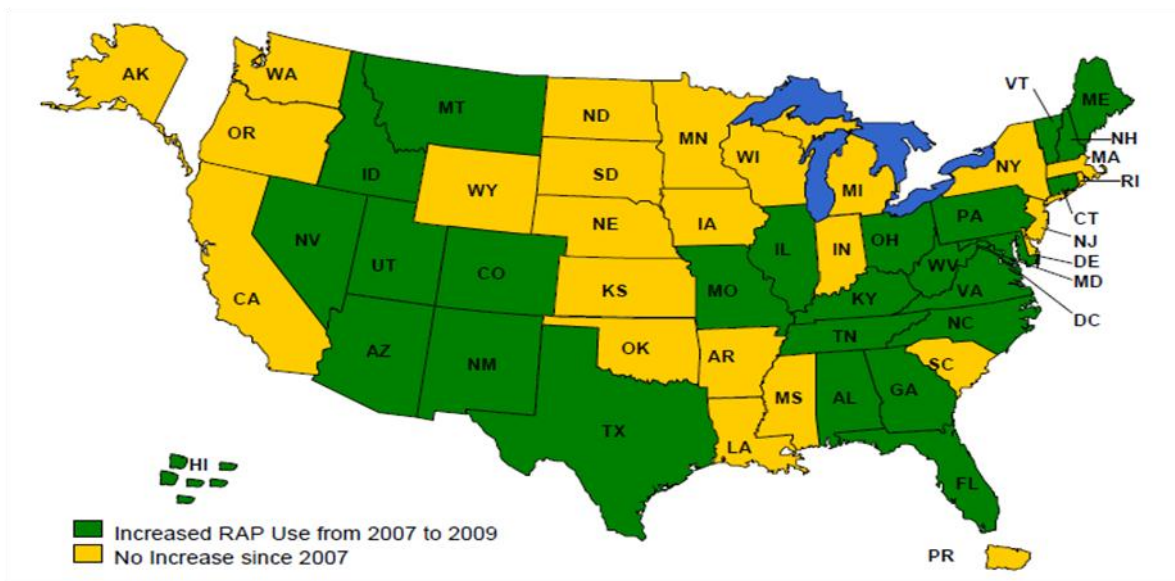 AK
WA
MT
ND
MN
VT
ME
OR
ID
SD
WI
MI
NY
NH
MA
RI
WY
IA
NE
PA
CT
NV
UT
CO
IL
IN
OH
NJ
DE
CA
KS
MO
WV
VA
MD
KY
DC
AZ
NM
OK
AR
TN
NC
SC
TX
MS
AL
GA
LA
HI
FL
Increased RAP Use from 2007 to 2009
No Increase since 2007
PR